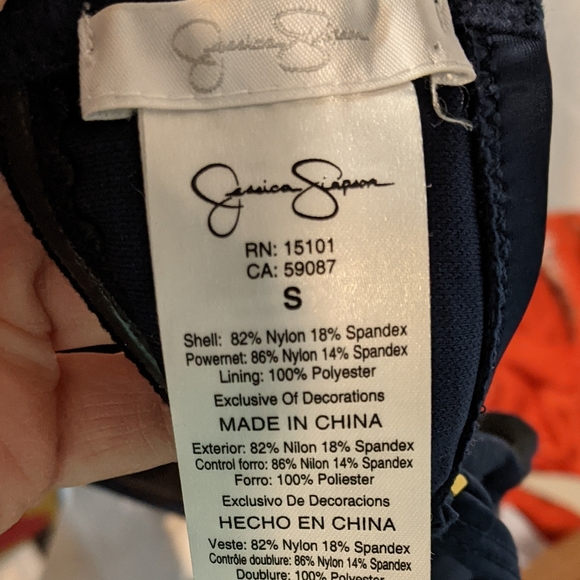 Jessica Simpson
Jessica Simpson
RN: 15101
CA: 59087
S
Shell: 82% Nylon 18% Spandex
Powernet: 86% Nylon 14% Spandex
Lining: 100% Polyester
Exclusive Of Decorations
MADE IN CHINA
Exterior: 82% Nilon 18% Spandex
Control forro: 86% Nilon 14% Spandex
Forro: 100% Poliester
Exclusivo De Decoracions
HECHO EN CHINA
Veste: 82% Nylon 18% Spandex
Contrôle doublure: 86% Nylon 14% Spandex
Doublure: 100% Polyester